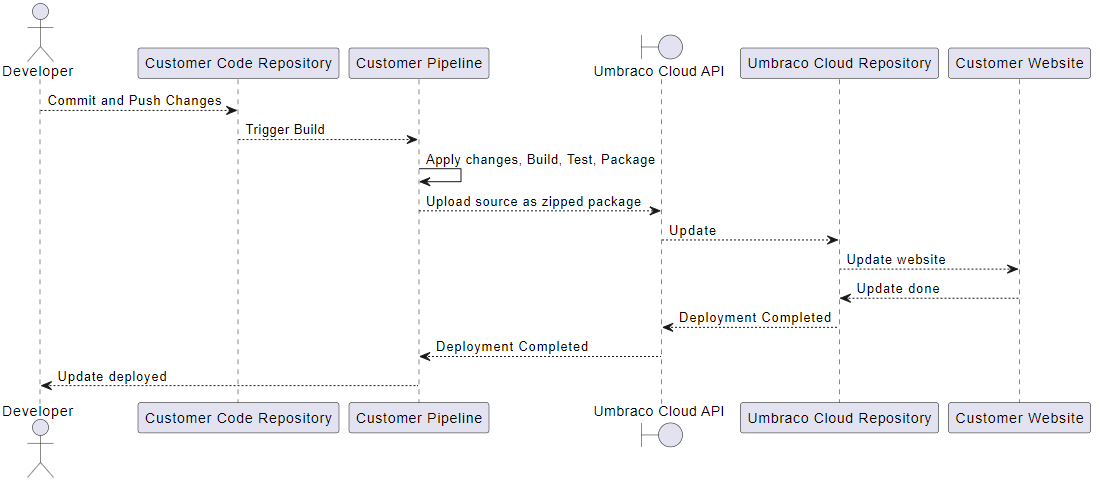 Developer
Customer Code Repository
Customer Pipeline
Umbraco Cloud API
Umbraco Cloud Repository
Customer Website
Commit and Push Changes
Trigger Build
Apply changes, Build, Test, Package
Upload source as zipped package
Update
Update website
Update done
Deployment Completed
Deployment Completed
Update deployed
Developer
Customer Code Repository
Customer Pipeline
Umbraco Cloud API
Umbraco Cloud Repository
Customer Website